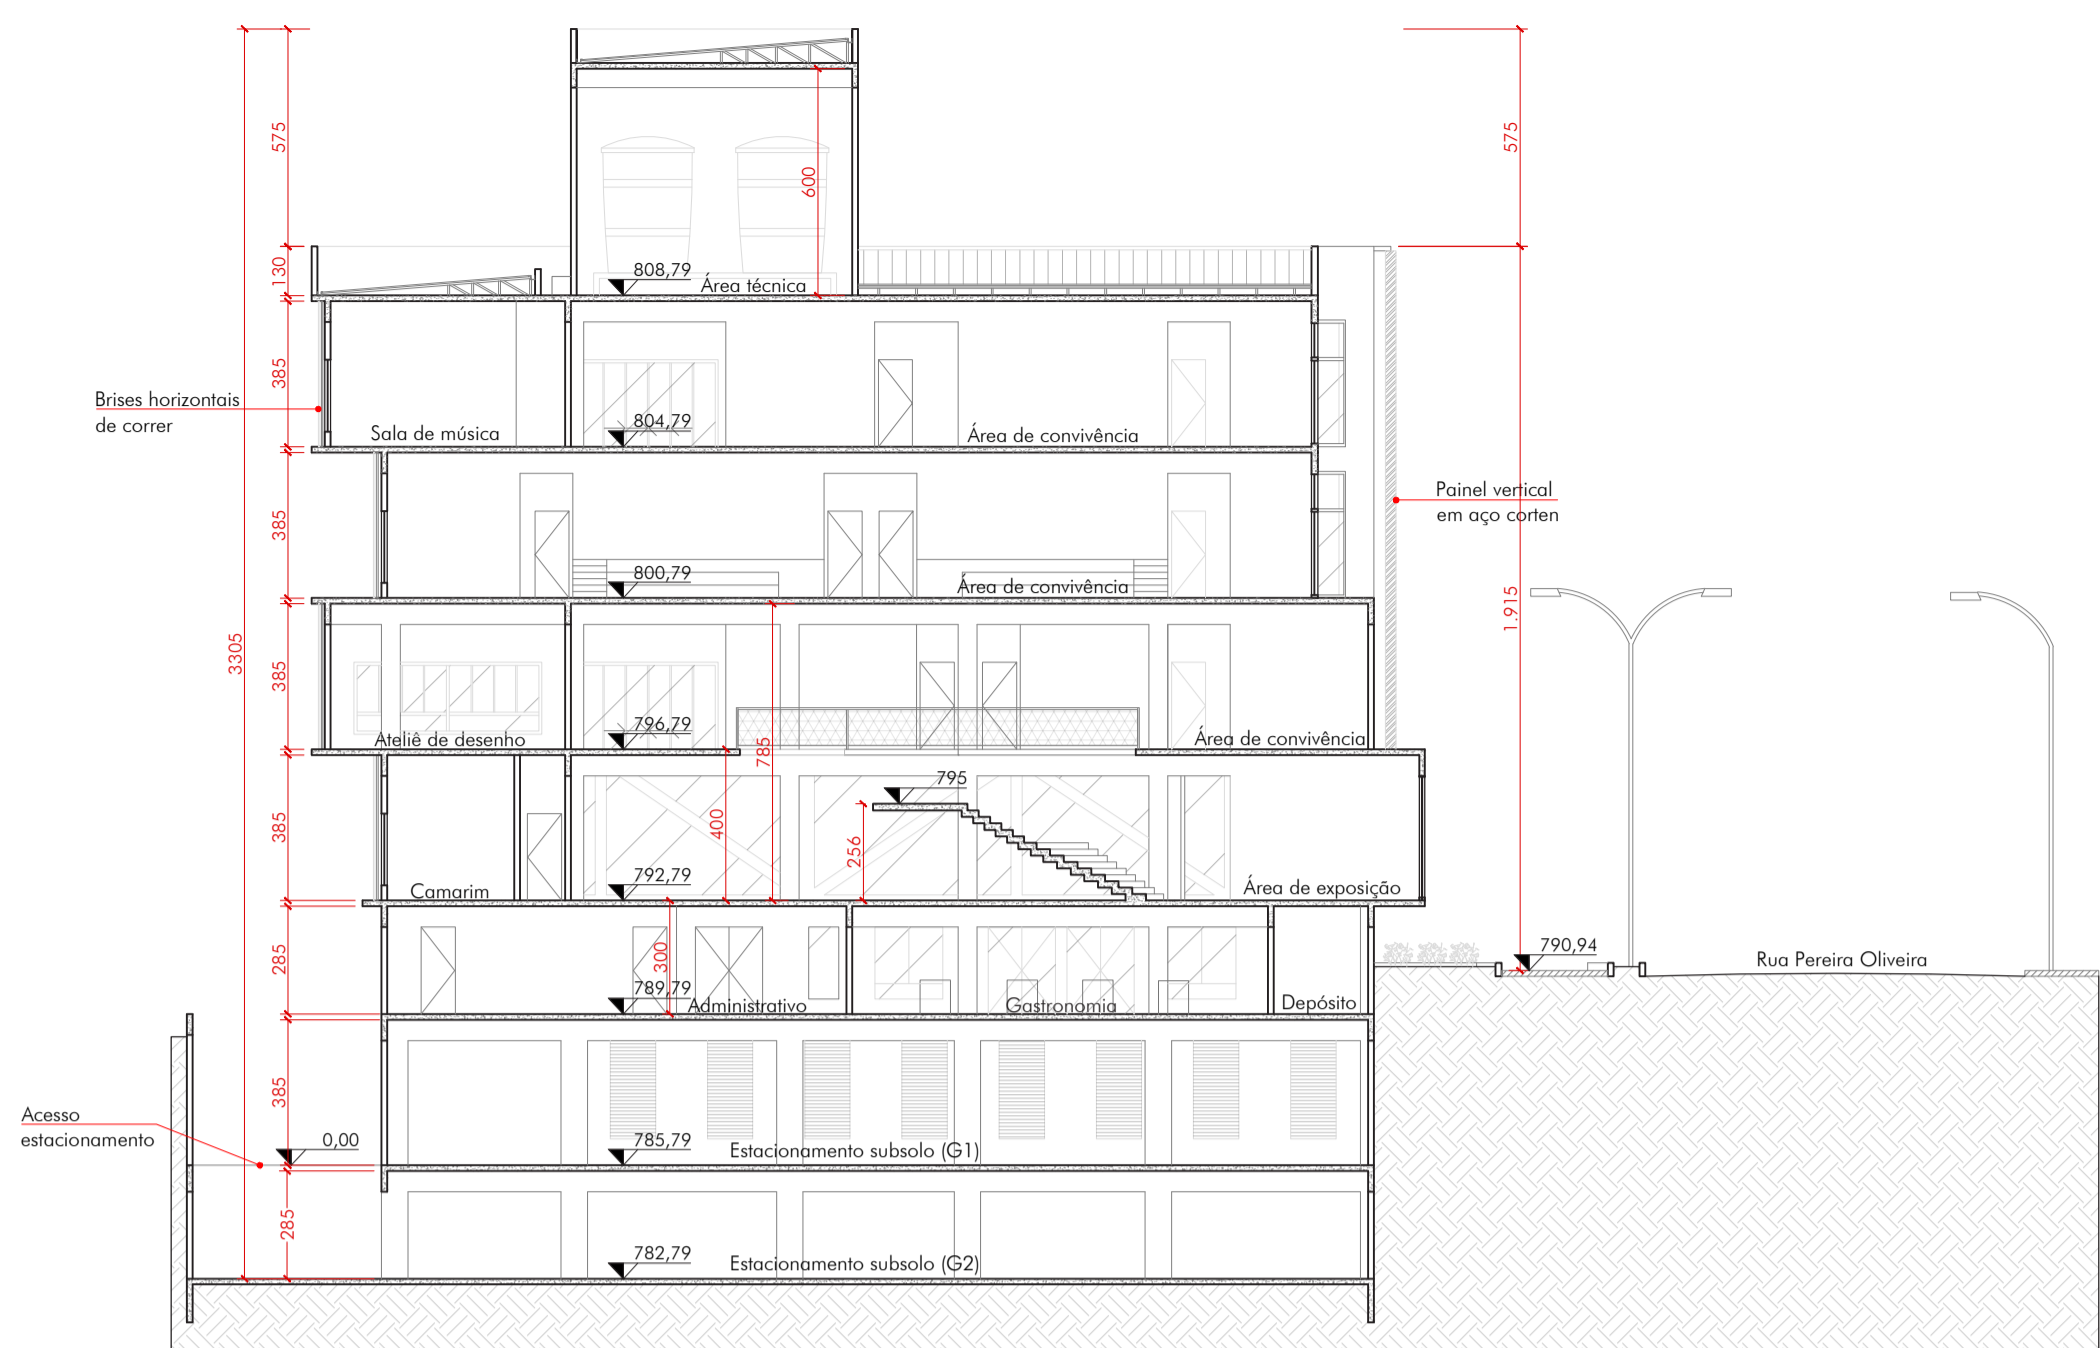 575
575
600
130
808,79
Área técnica
385
Brises horizontais
de correr
804,79
Sala de música
Área de convivência
385
Painel vertical
em aço corten
800,79
Área de convivência
1.915
3305
385
796,79
Ateliê de desenho
785
Área de convivência
795
385
400
256
792,79
Camarim
Área de exposição
285
300
790,94
Rua Pereira Oliveira
789,79
Administrativo
Gastronomia
Depósito
385
Acesso
estacionamento
0,00
785,79
Estacionamento subsolo (G1)
285
782,79
Estacionamento subsolo (G2)